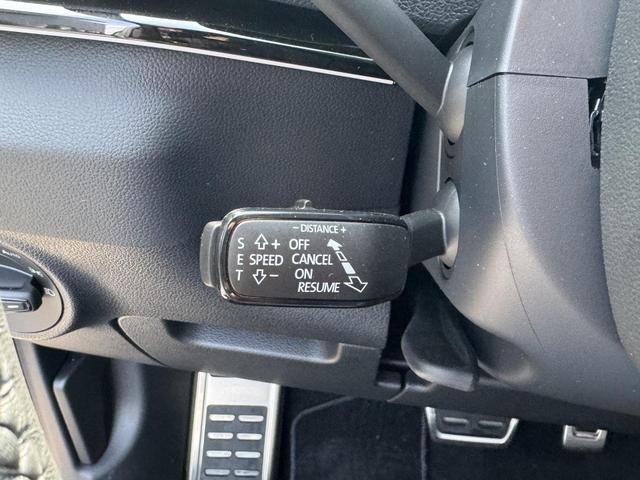 - DISTANCE +
S + OFF
E SPEED CANCEL
T - ON
RESUME